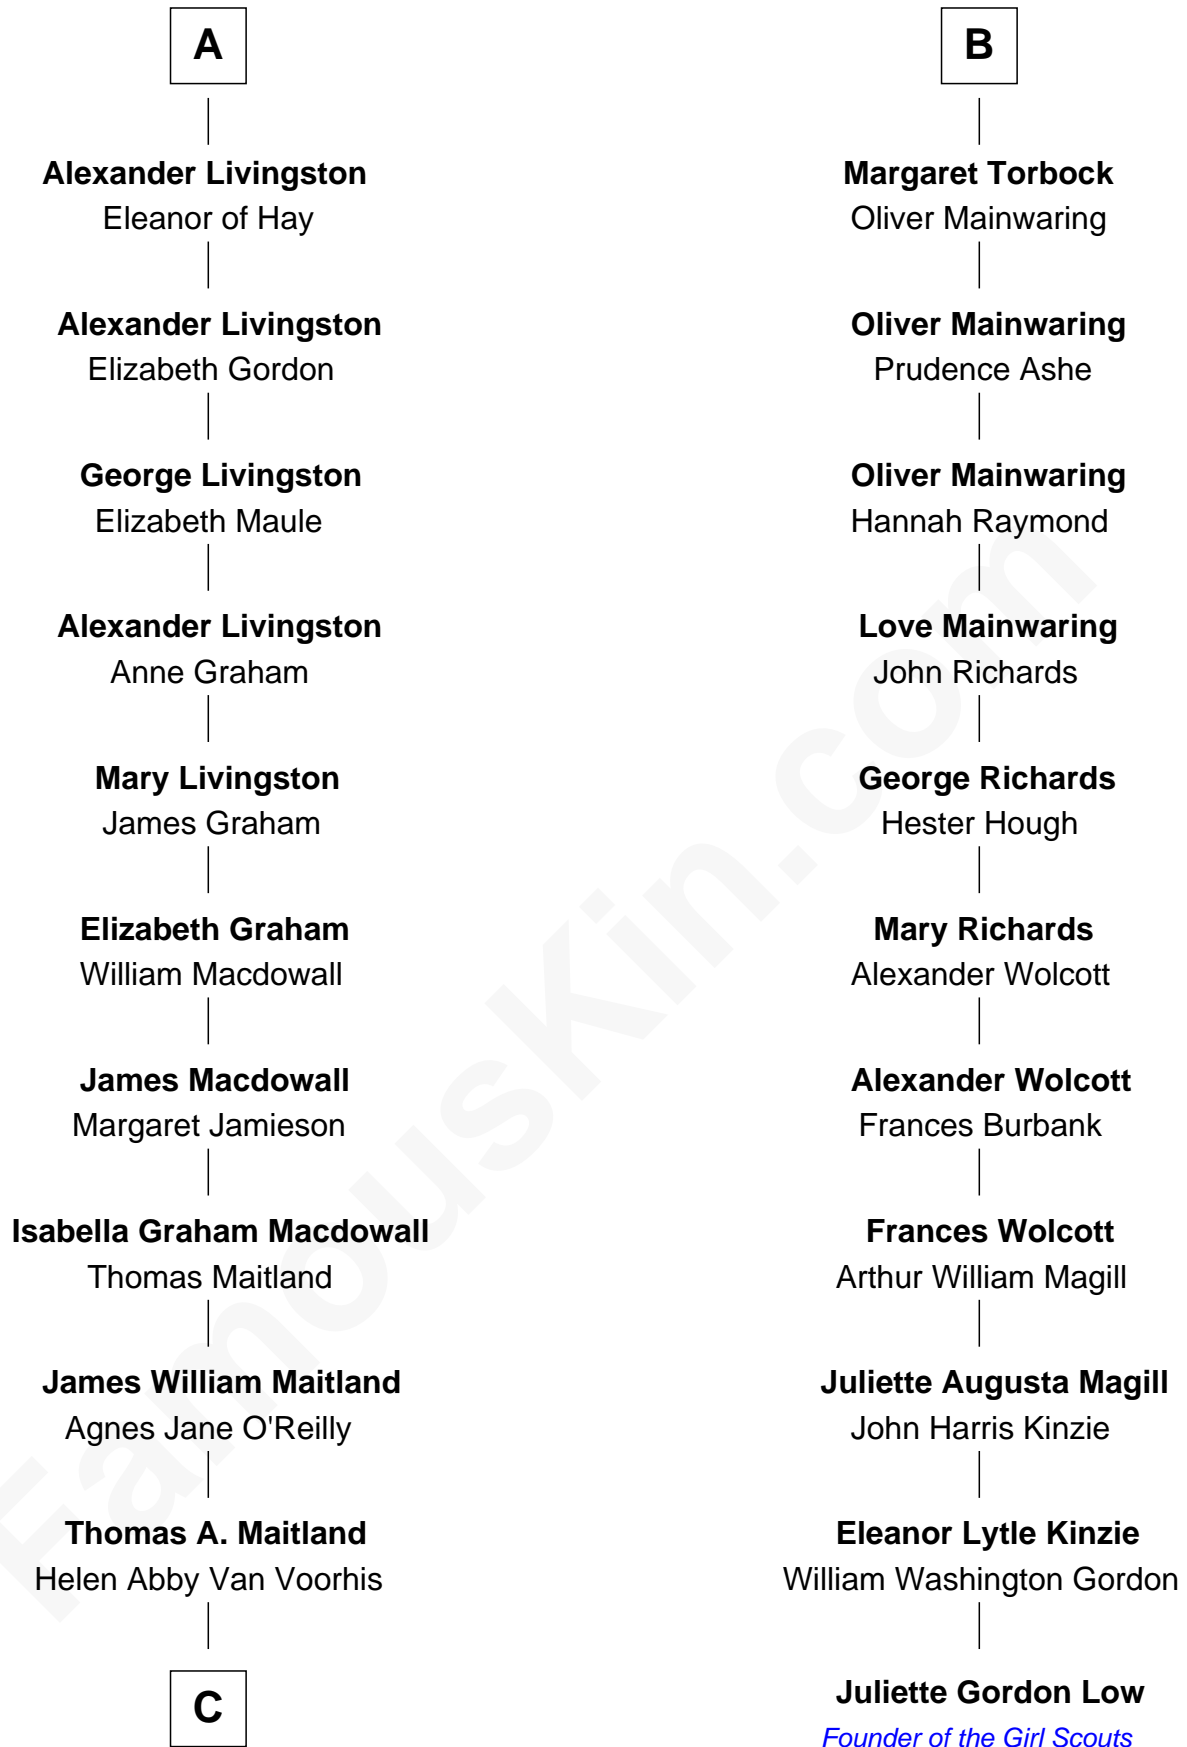 A
Alexander Livingston
Eleanor of Hay
Alexander Livingston
Elizabeth Gordon
George Livingston
Elizabeth Maule
Alexander Livingston
Anne Graham
Mary Livingston
James Graham
Elizabeth Graham
William Macdowall
James Macdowall
Margaret Jamieson
Isabella Graham Macdowall
Thomas Maitland
James William Maitland
Agnes Jane O'Reilly
Thomas A. Maitland
Helen Abby Van Voorhis
C
B
Margaret Torbock
Oliver Mainwaring
Oliver Mainwaring
Prudence Ashe
Oliver Mainwaring
Hannah Raymond
Love Mainwaring
John Richards
George Richards
Hester Hough
Mary Richards
Alexander Wolcott
Alexander Wolcott
Frances Burbank
Frances Wolcott
Arthur William Magill
Juliette Augusta Magill
John Harris Kinzie
Eleanor Lytle Kinzie
William Washington Gordon
Juliette Gordon Low
Founder of the Girl Scouts
FamousKin.com